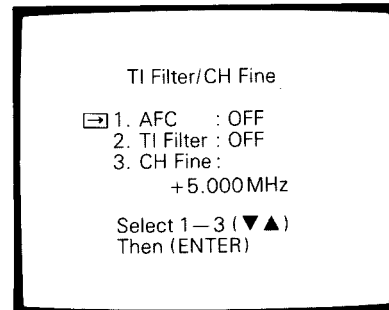 TI Filter/CH Fine
➡ 1. AFC : OFF
2. TI Filter : OFF
3. CH Fine :
+5.000MHz
Select 1–3 (▼▲)
Then (ENTER)